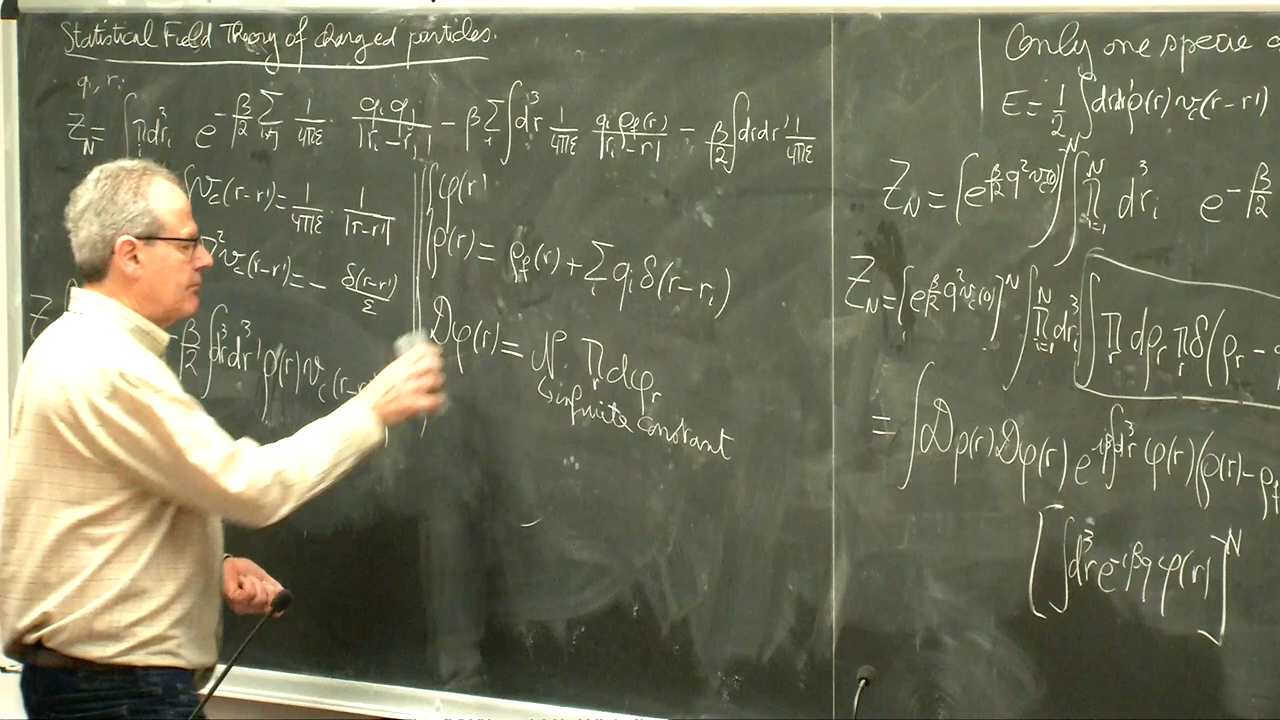 Statistical Field Theory of charged particles.
q_i, r_i
Z_N = ∫ ∏_i d³r_i e^{-β/2 Σ_{i≠j} 1/4πε · q_i q_j/|r_i - r_j| - β Σ_i ∫d³r 1/4πε q_i ρ_f(r)/|r_i - r| - β/2 ∫drdr' 1/4πε
v_c(r-r') = 1/4πε · 1/|r-r'|
∇² v_c(r-r') = - δ(r-r')/ε
Z
β/2 ∫d³r d³r' ρ(r) v_c(r-r'
φ(r
ρ(r) = ρ_f(r) + Σ_i q_i δ(r-r_i)
𝒟φ(r) = 𝒩. ∏_r dφ_r
↳ infinite constant
Only one specie
E = 1/2 ∫drdr' ρ(r) v_c(r-r')
Z_N = (e^{β/2 q² v_c(0)})^N ∫ ∏_{i=1}^N d³r_i e^{-β/2
Z_N = [e^{β/2 q² v_c(0)}]^N ∫ ∏_{i=1}^N d³r_i ∫ ∏_r dρ_r ∏_r δ(ρ_r -
= ∫ 𝒟ρ(r) 𝒟φ(r) e^{iβ∫d³r φ(r)(ρ(r) - ρ_f
[∫d³r e^{-iβqφ(r)}]^N